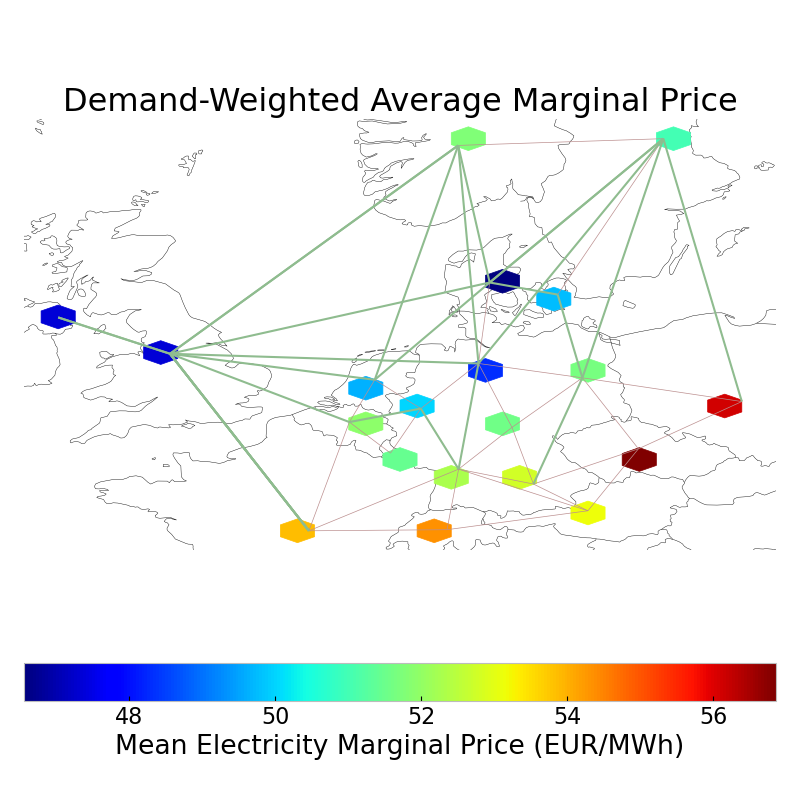 Demand-Weighted Average Marginal Price
48 50 52 54 56
Mean Electricity Marginal Price (EUR/MWh)